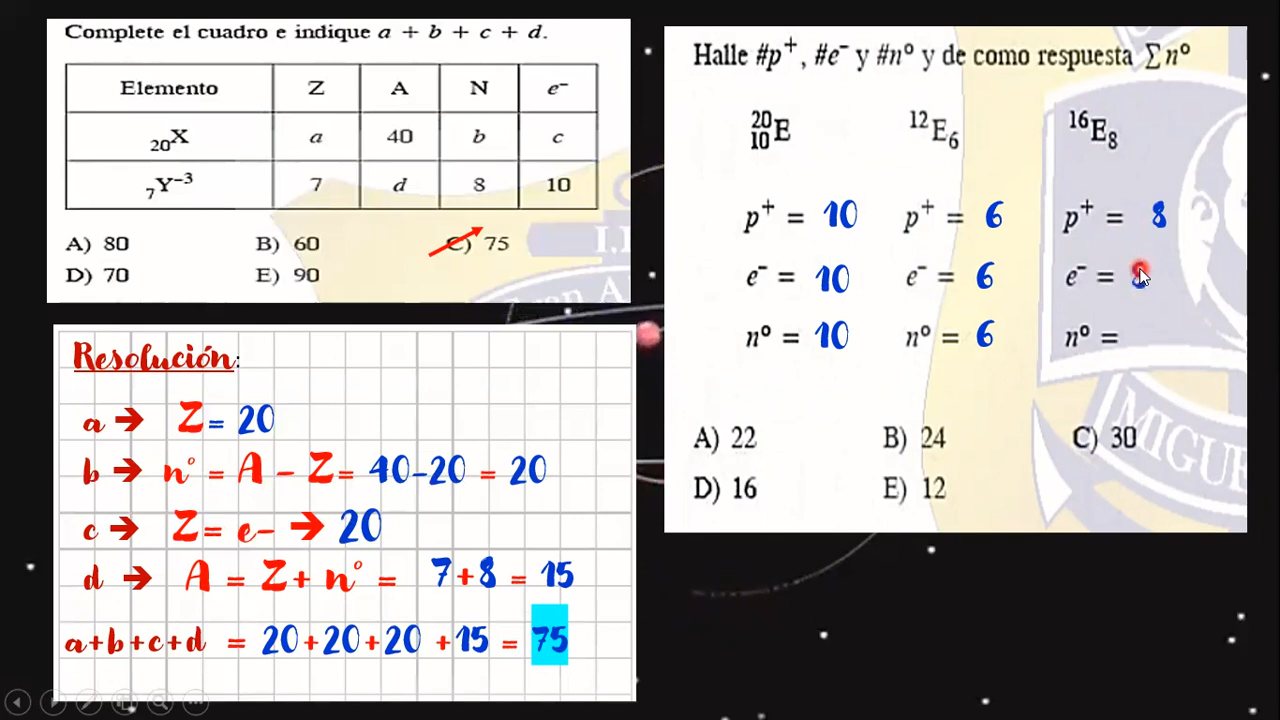 Complete el cuadro e indique a + b + c + d.
Elemento Z A N e⁻
₂₀X a 40 b c
₇Y⁻³ 7 d 8 10
A) 80 B) 60 C) 75
D) 70 E) 90
Resolución:
a → Z = 20
b → n° = A - Z = 40-20 = 20
c → Z = e- → 20
d → A = Z + n° = 7+8 = 15
a+b+c+d = 20+20+20 +15 = 75
Halle #p⁺, #e⁻ y #n° y de como respuesta ∑n°
²⁰₁₀E ¹²E₆ ¹⁶E₈
p⁺ = 10 p⁺ = 6 p⁺ = 8
e⁻ = 10 e⁻ = 6 e⁻ =
n° = 10 n° = 6 n° =
A) 22 B) 24 C) 30
D) 16 E) 12
MIGUE